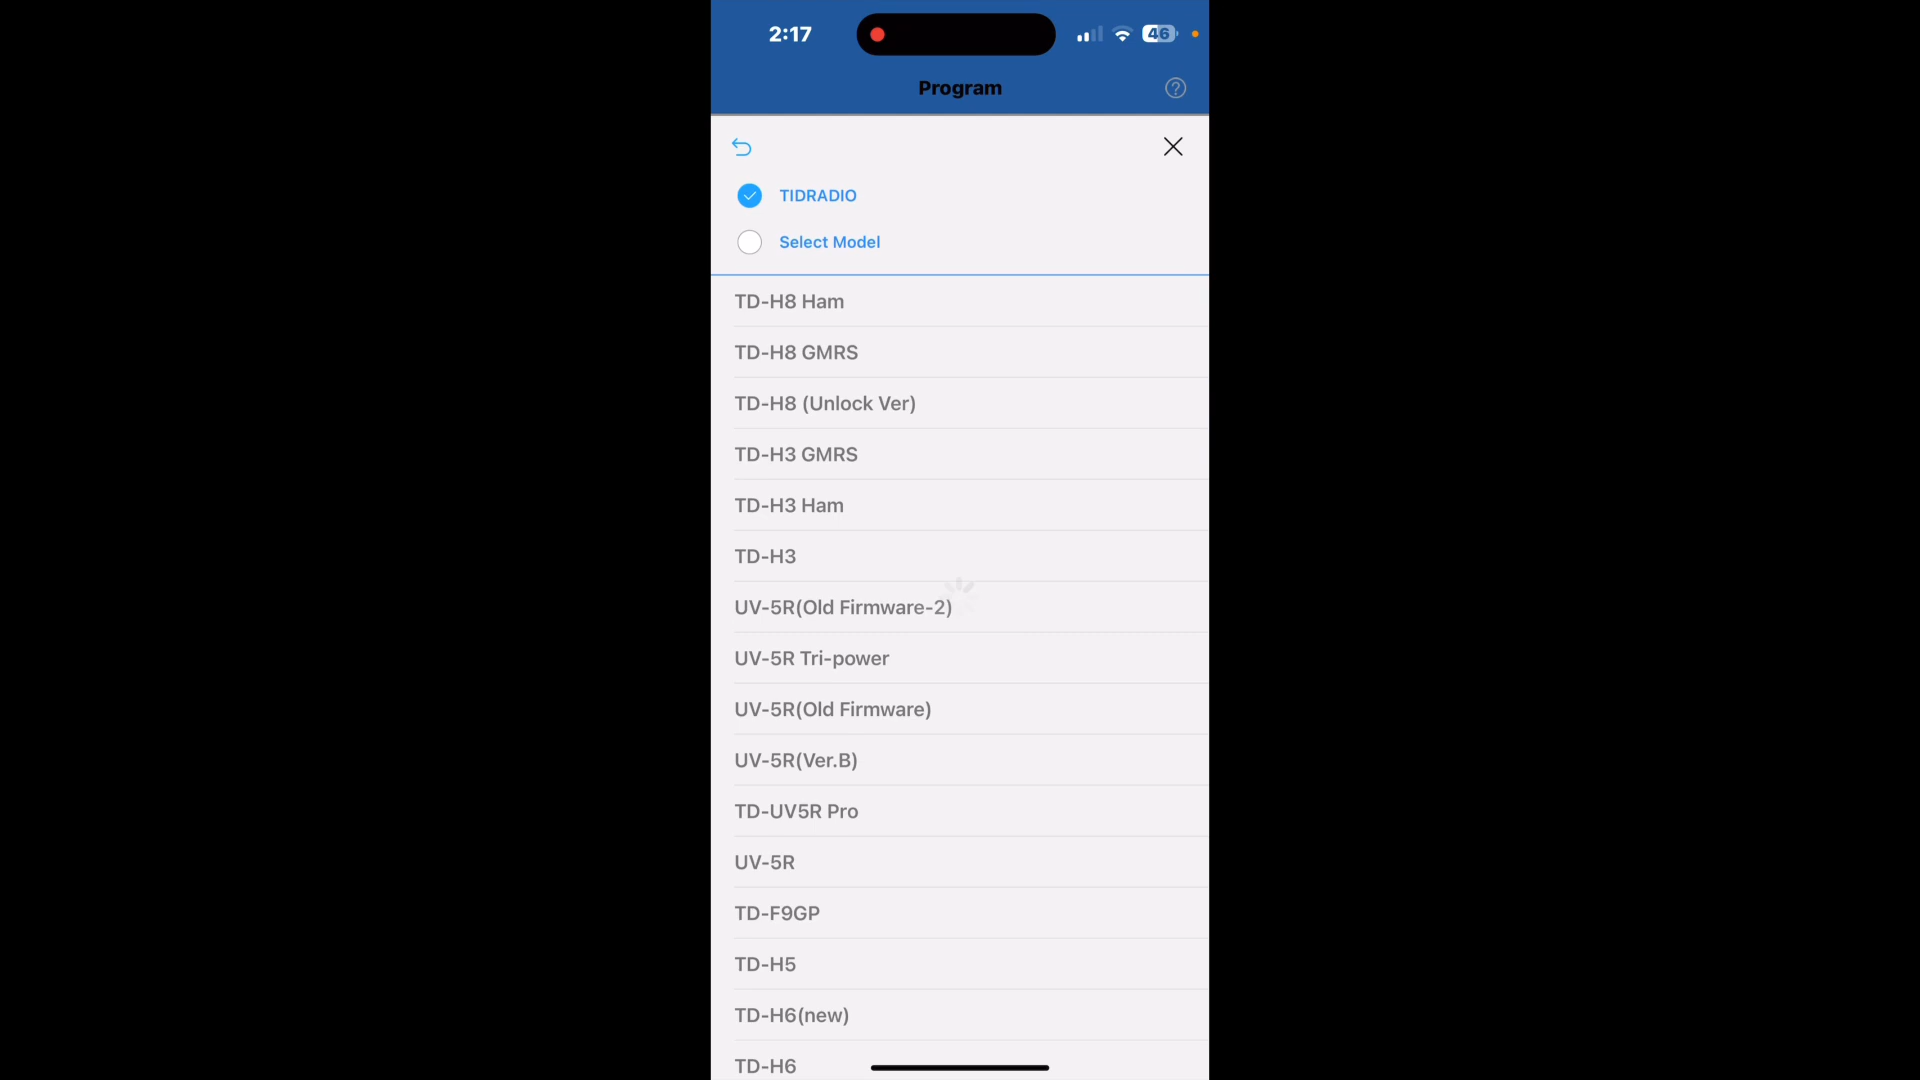 2:17
46
Program
?
TIDRADIO
Select Model
TD-H8 Ham
TD-H8 GMRS
TD-H8 (Unlock Ver)
TD-H3 GMRS
TD-H3 Ham
TD-H3
UV-5R(Old Firmware-2)
UV-5R Tri-power
UV-5R(Old Firmware)
UV-5R(Ver.B)
TD-UV5R Pro
UV-5R
TD-F9GP
TD-H5
TD-H6(new)
TD-H6